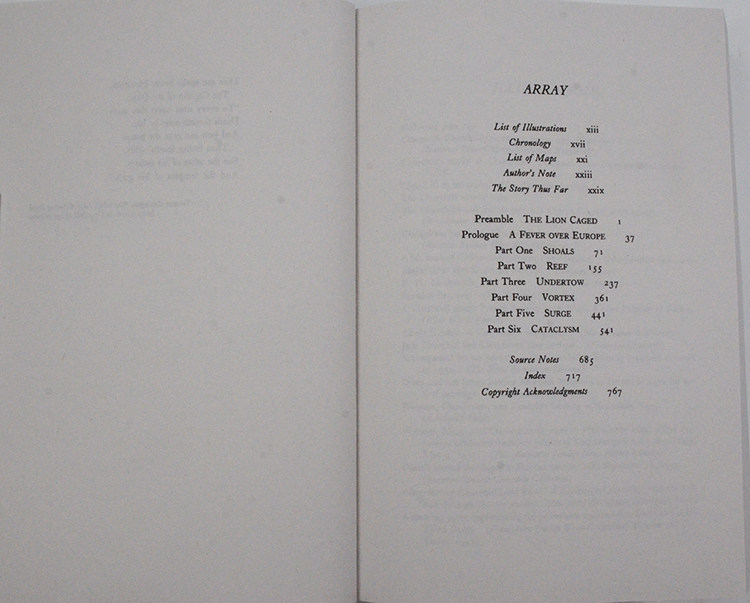 ARRAY
List of Illustrations xiii
Chronology xvii
List of Maps xxi
Author's Note xxiii
The Story Thus Far xxix
Preamble THE LION CAGED 1
Prologue A FEVER OVER EUROPE 37
Part One SHOALS 71
Part Two REEF 155
Part Three UNDERTOW 237
Part Four VORTEX 361
Part Five SURGE 441
Part Six CATACLYSM 541
Source Notes 685
Index 717
Copyright Acknowledgments 767